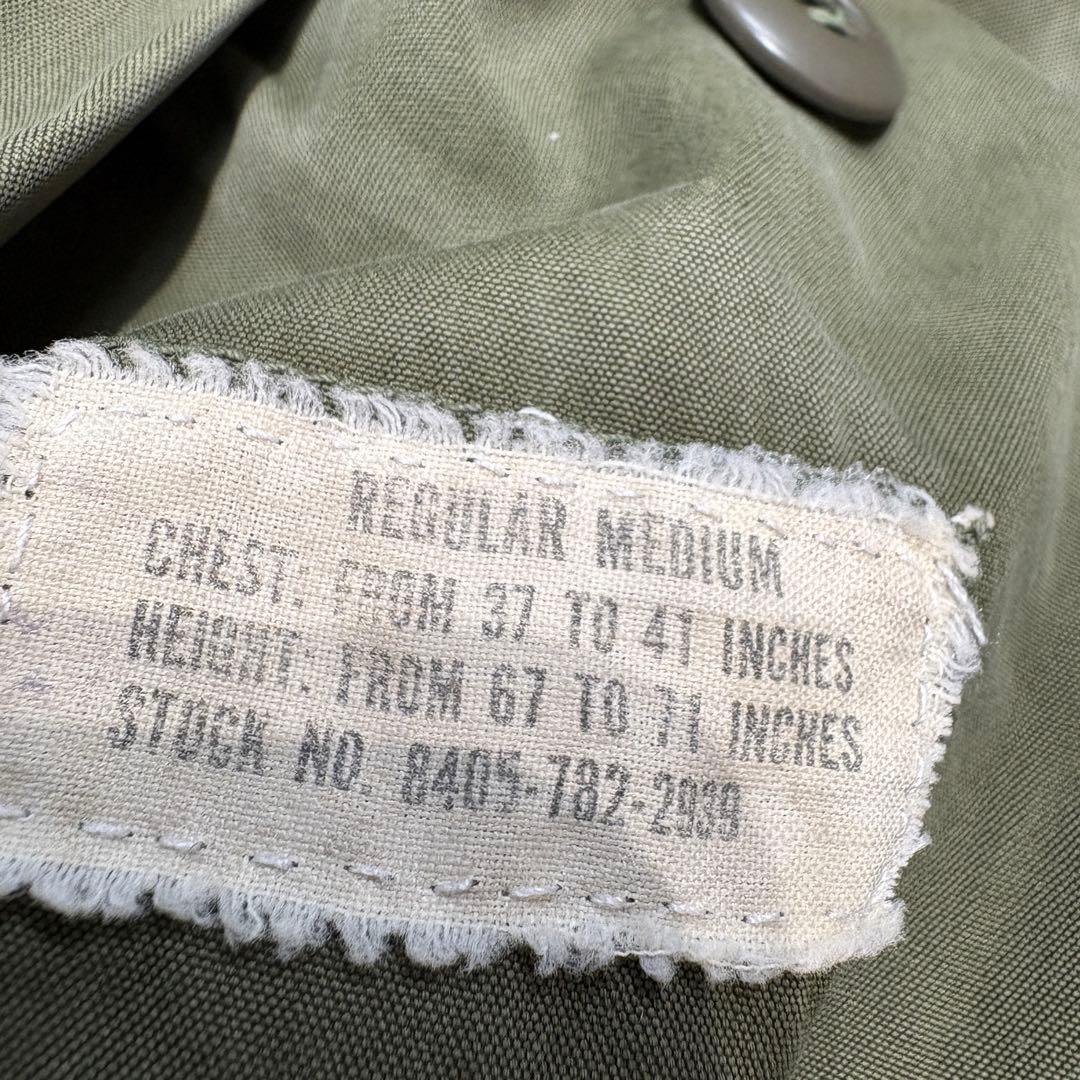 REGULAR MEDIUM
CHEST. FROM 37 TO 41 INCHES
HEIGHT. FROM 67 TO 71 INCHES
STOCK NO. 8405-782-2939